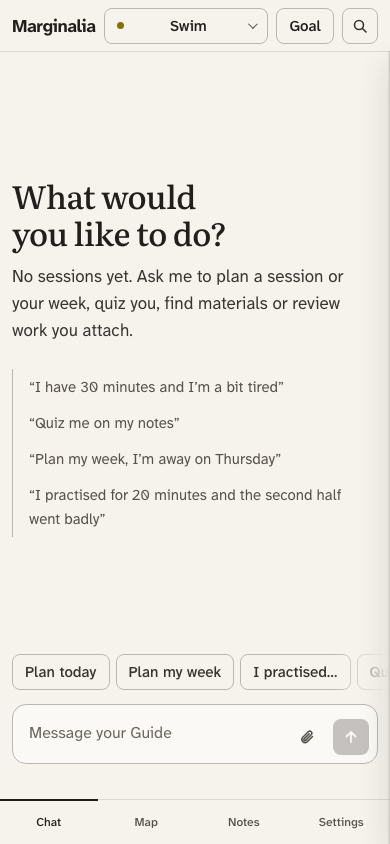 Marginalia
Swim
Goal
What would
you like to do?
No sessions yet. Ask me to plan a session or
your week, quiz you, find materials or review
work you attach.
“I have 30 minutes and I’m a bit tired”
“Quiz me on my notes”
“Plan my week, I’m away on Thursday”
“I practised for 20 minutes and the second half
went badly”
Plan today
Plan my week
I practised...
Message your Guide
Chat
Map
Notes
Settings